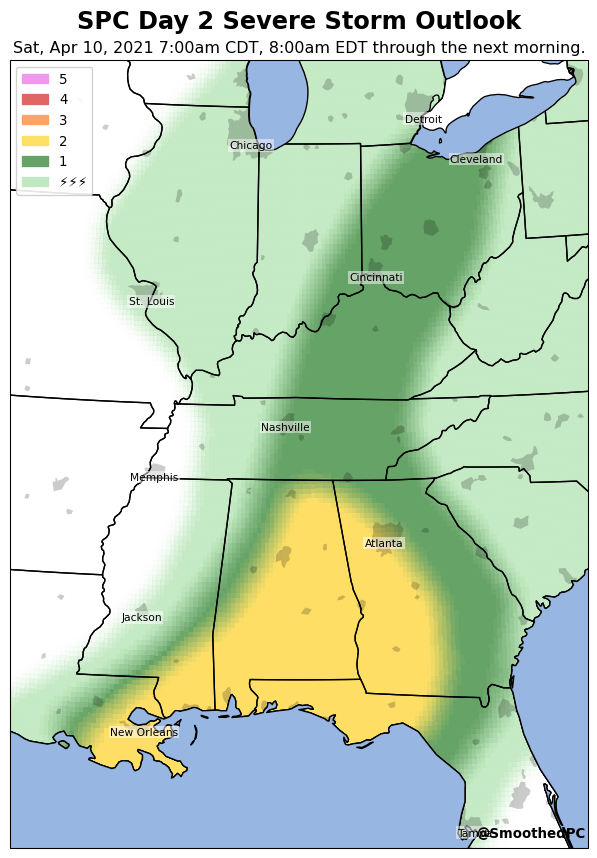 SPC Day 2 Severe Storm Outlook
Sat, Apr 10, 2021 7:00am CDT, 8:00am EDT through the next morning.
5
4
3
2
1
⚡⚡⚡
Detroit
Chicago
Cleveland
Cincinnati
St. Louis
Nashville
Memphis
Atlanta
Jackson
New Orleans
Tampa
@SmoothedPC